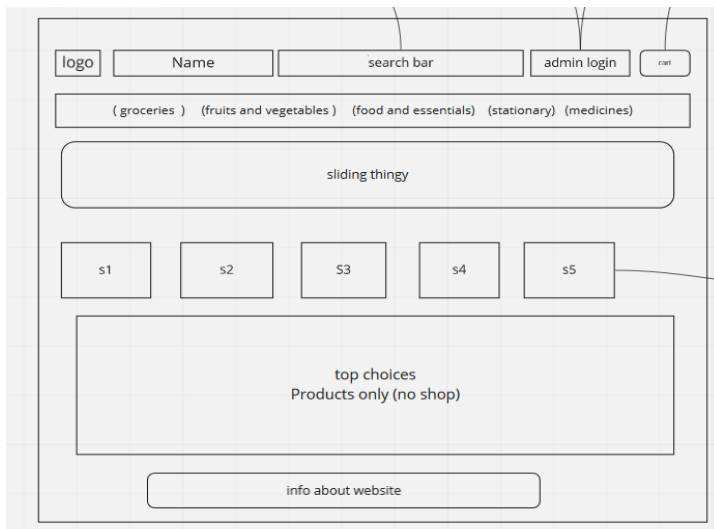 logo
Name
search bar
admin login
cart
( groceries ) (fruits and vegetables ) (food and essentials) (stationary) (medicines)
sliding thingy
s1
s2
S3
s4
s5
top choices
Products only (no shop)
info about website